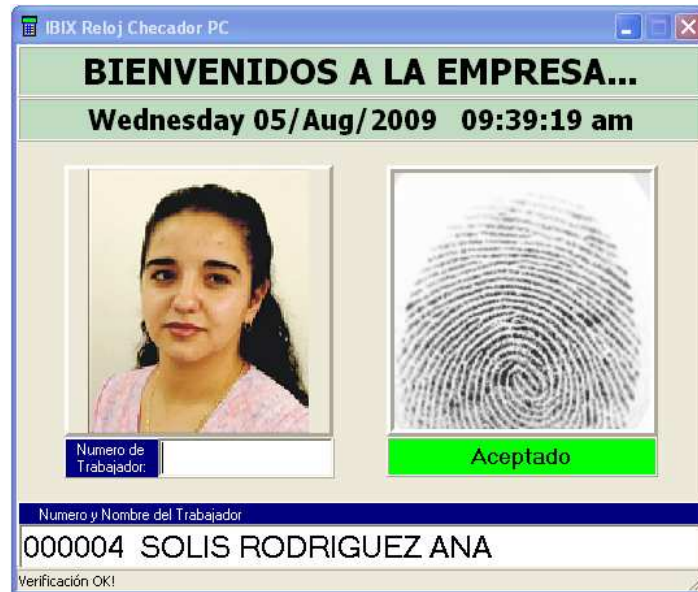 IBIX Reloj Checador PC
BIENVENIDOS A LA EMPRESA...
Wednesday 05/Aug/2009 09:39:19 am
Numero de
Trabajador:
Aceptado
Numero y Nombre del Trabajador
000004 SOLIS RODRIGUEZ ANA
Verificación OK!